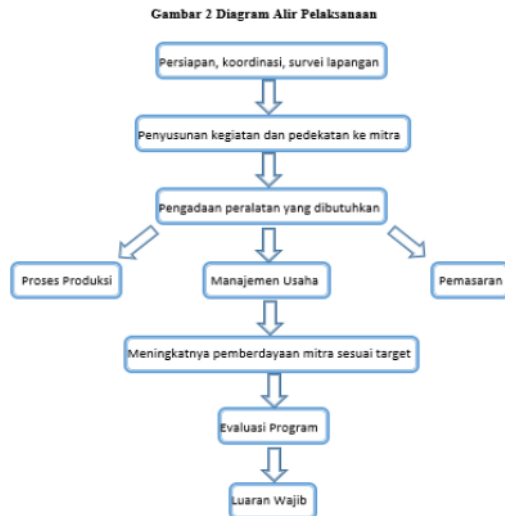 Gambar 2 Diagram Alir Pelaksanaan
Persiapan, koordinasi, survei lapangan
Penyusunan kegiatan dan pedekatan ke mitra
Pengadaan peralatan yang dibutuhkan
Proses Produksi
Manajemen Usaha
Pemasaran
Meningkatnya pemberdayaan mitra sesuai target
Evaluasi Program
Luaran Wajib